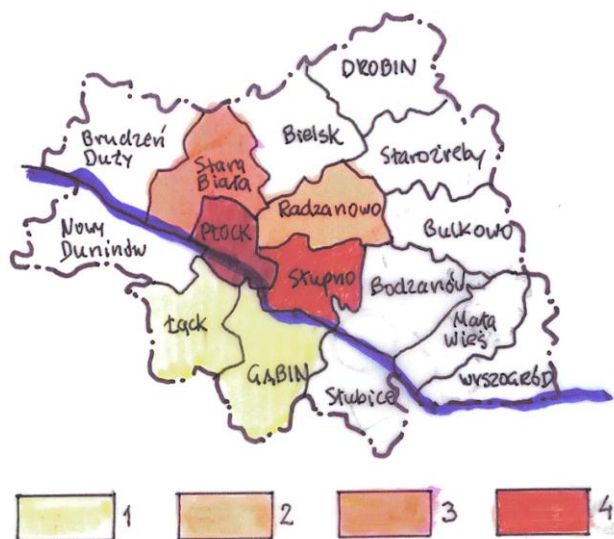 DROBIN
Brudzeń
Duży
Bielsk
Stara
Biała
Staroźreby
Radzanowo
Nowy
Duninów
PŁOCK
Bulkowo
Słupno
Bodzanów
Łąck
Mała
Wieś
GĄBIN
WYSZOGRÓD
Słubice
1
2
3
4